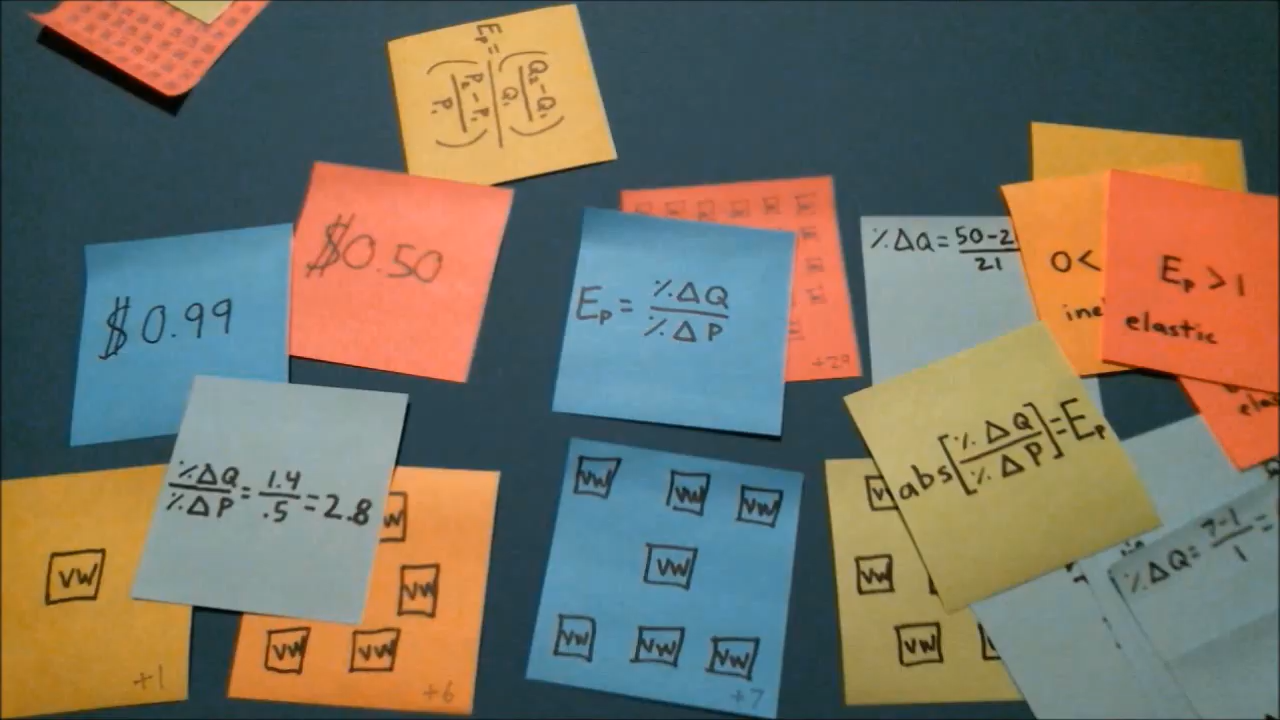 Ep = (Q₂-Q₁ / Q₁) / (P₂-P₁ / P₁)
$0.99
$0.50
Ep = %ΔQ / %ΔP
+29
%ΔQ = 50-2 / 21
0<
Ep > 1
elastic
abs[%ΔQ / %ΔP] = Ep
%ΔQ / %ΔP = 1.4 / .5 = 2.8
VW
+1
VW
VW
VW
+6
VW VW VW
VW
VW VW VW
+7
VW
VW
%ΔQ = 7-1 / 1 =